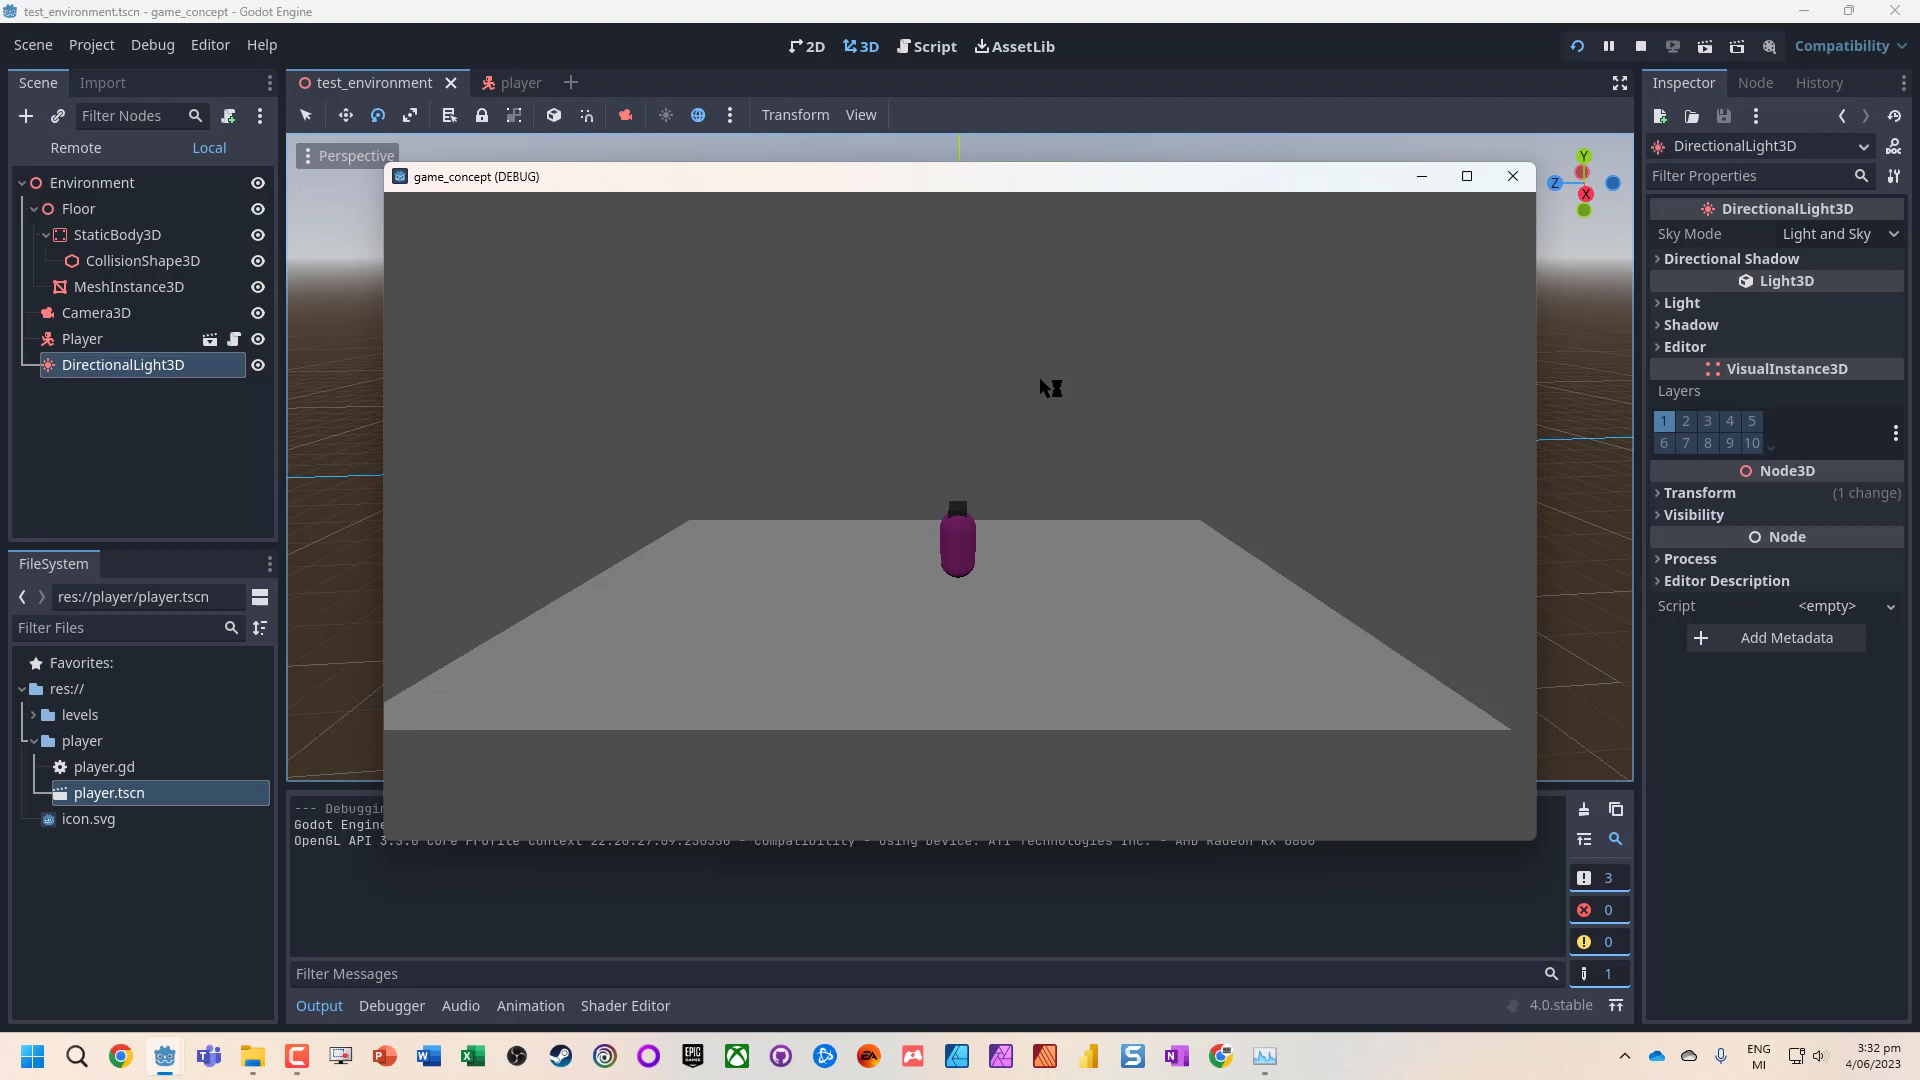 test_environment.tscn - game_concept - Godot Engine
Scene Project Debug Editor Help
2D 3D Script AssetLib
Compatibility
Scene Import
test_environment player
Inspector Node History
Filter Nodes
Transform View
Remote Local
DirectionalLight3D
Perspective
Filter Properties
game_concept (DEBUG)
Y
Z
X
Environment
Floor
StaticBody3D
CollisionShape3D
MeshInstance3D
Camera3D
Player
DirectionalLight3D
DirectionalLight3D
Sky Mode Light and Sky
Directional Shadow
Light3D
Light
Shadow
Editor
VisualInstance3D
Layers
1 2 3 4 5
6 7 8 9 10
Node3D
Transform (1 change)
Visibility
Node
Process
Editor Description
Script <empty>
Add Metadata
FileSystem
res://player/player.tscn
Filter Files
Favorites:
res://
levels
player
player.gd
player.tscn
icon.svg
--- Debuggin
Godot Engine
3
0
0
1
Filter Messages
Output Debugger Audio Animation Shader Editor
4.0.stable
ENG
MI
3:32 pm
4/06/2023